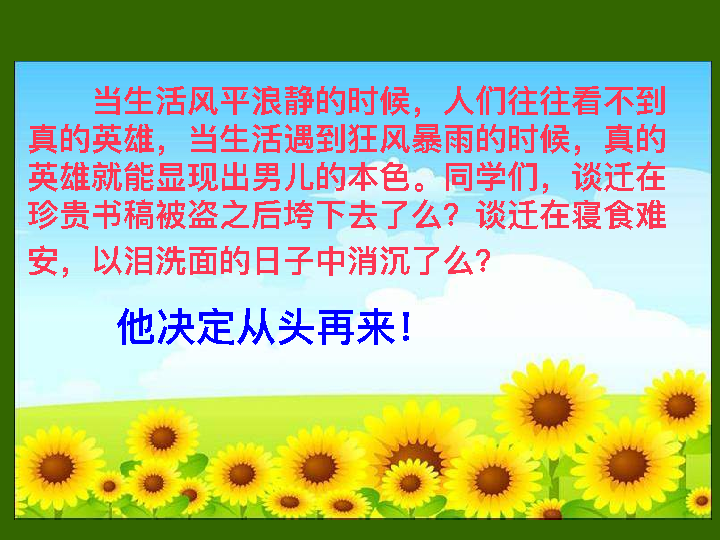 当生活风平浪静的时候，人们往往看不到
真的英雄，当生活遇到狂风暴雨的时候，真的
英雄就能显现出男儿的本色。同学们，谈迁在
珍贵书稿被盗之后垮下去了么？谈迁在寝食难
安，以泪洗面的日子中消沉了么？
他决定从头再来！